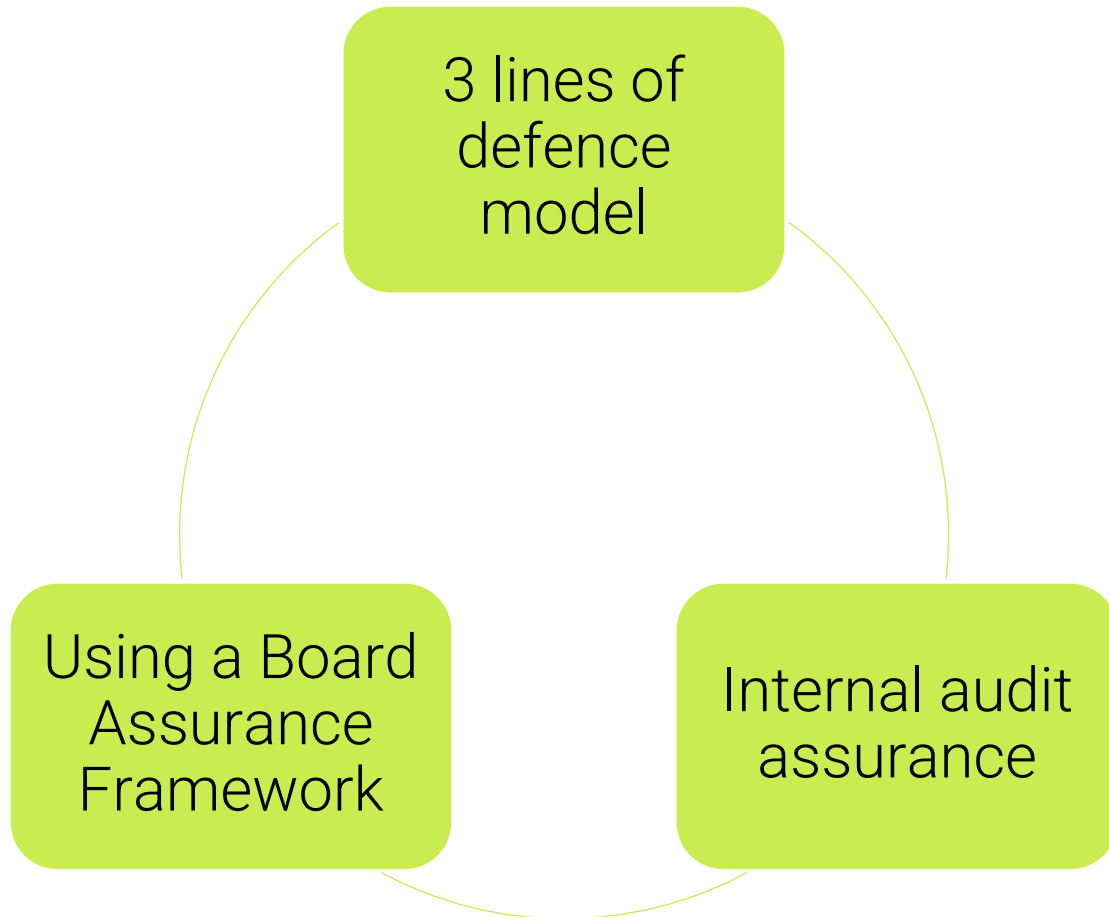 3 lines of
defence
model
Using a Board
Assurance
Framework
Internal audit
assurance